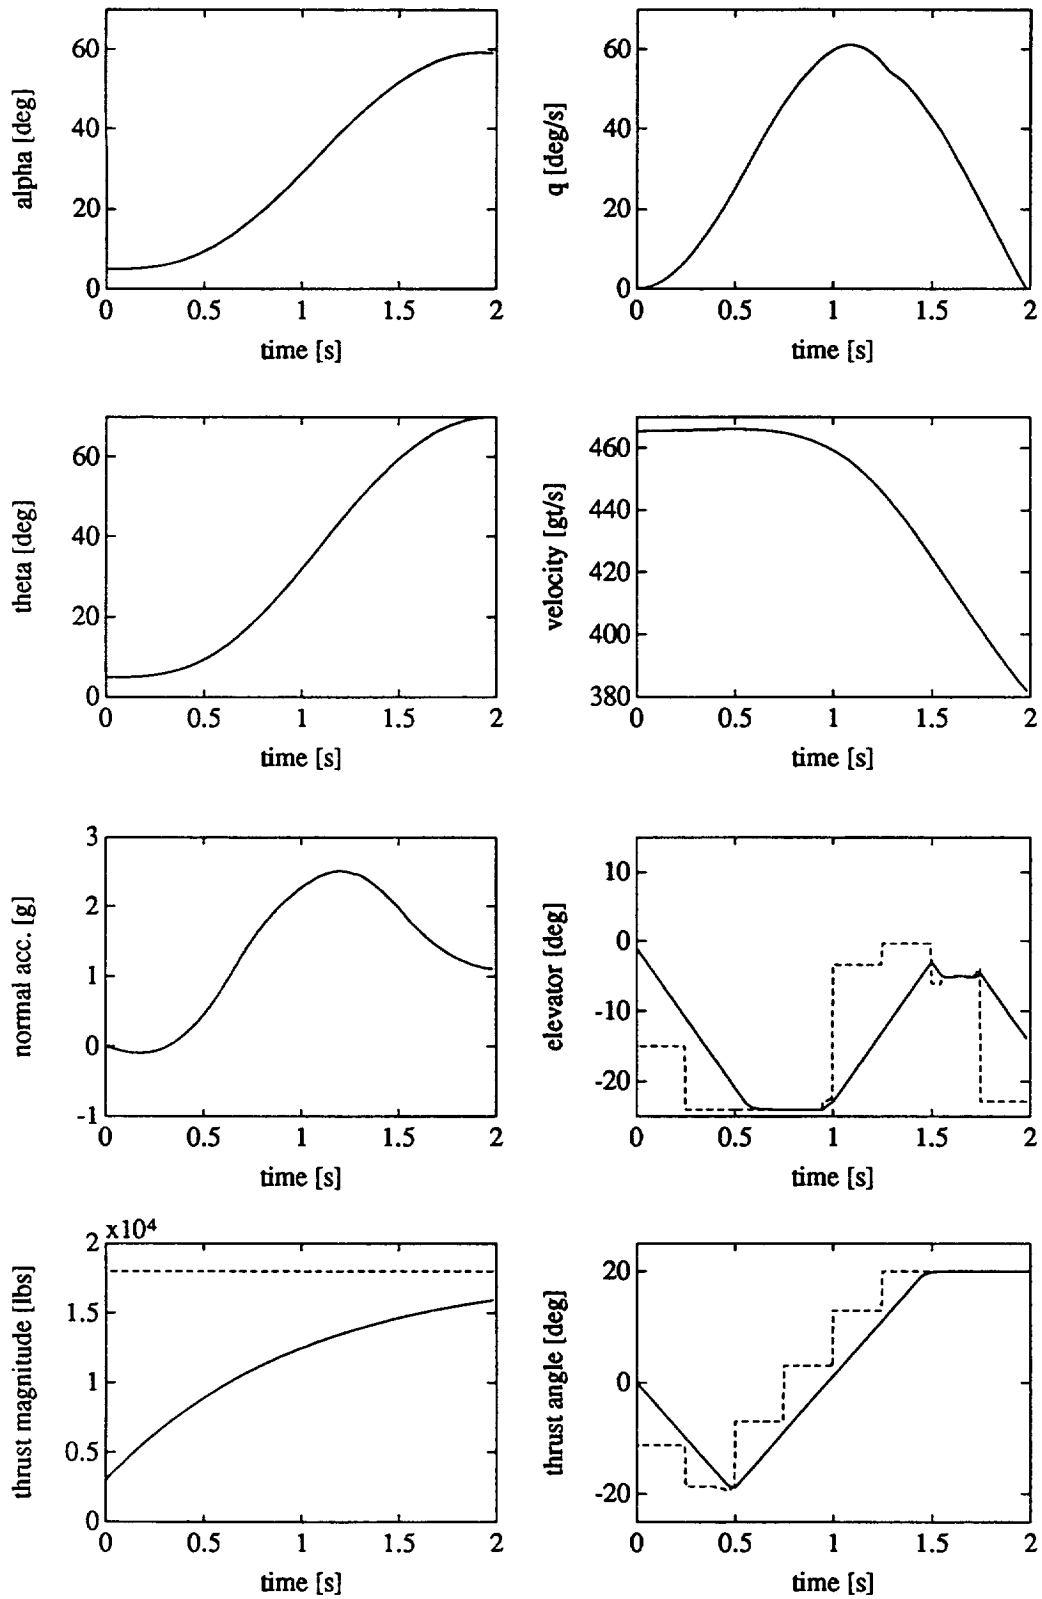 60
40
20
0
alpha [deg]
0 0.5 1 1.5 2
time [s]
60
40
20
0
q [deg/s]
0 0.5 1 1.5 2
time [s]
60
40
20
0
theta [deg]
0 0.5 1 1.5 2
time [s]
460
440
420
400
380
velocity [gt/s]
0 0.5 1 1.5 2
time [s]
3
2
1
0
-1
normal acc. [g]
0 0.5 1 1.5 2
time [s]
10
0
-10
-20
elevator [deg]
0 0.5 1 1.5 2
time [s]
x10⁴
2
1.5
1
0.5
0
thrust magnitude [lbs]
0 0.5 1 1.5 2
time [s]
20
0
-20
thrust angle [deg]
0 0.5 1 1.5 2
time [s]